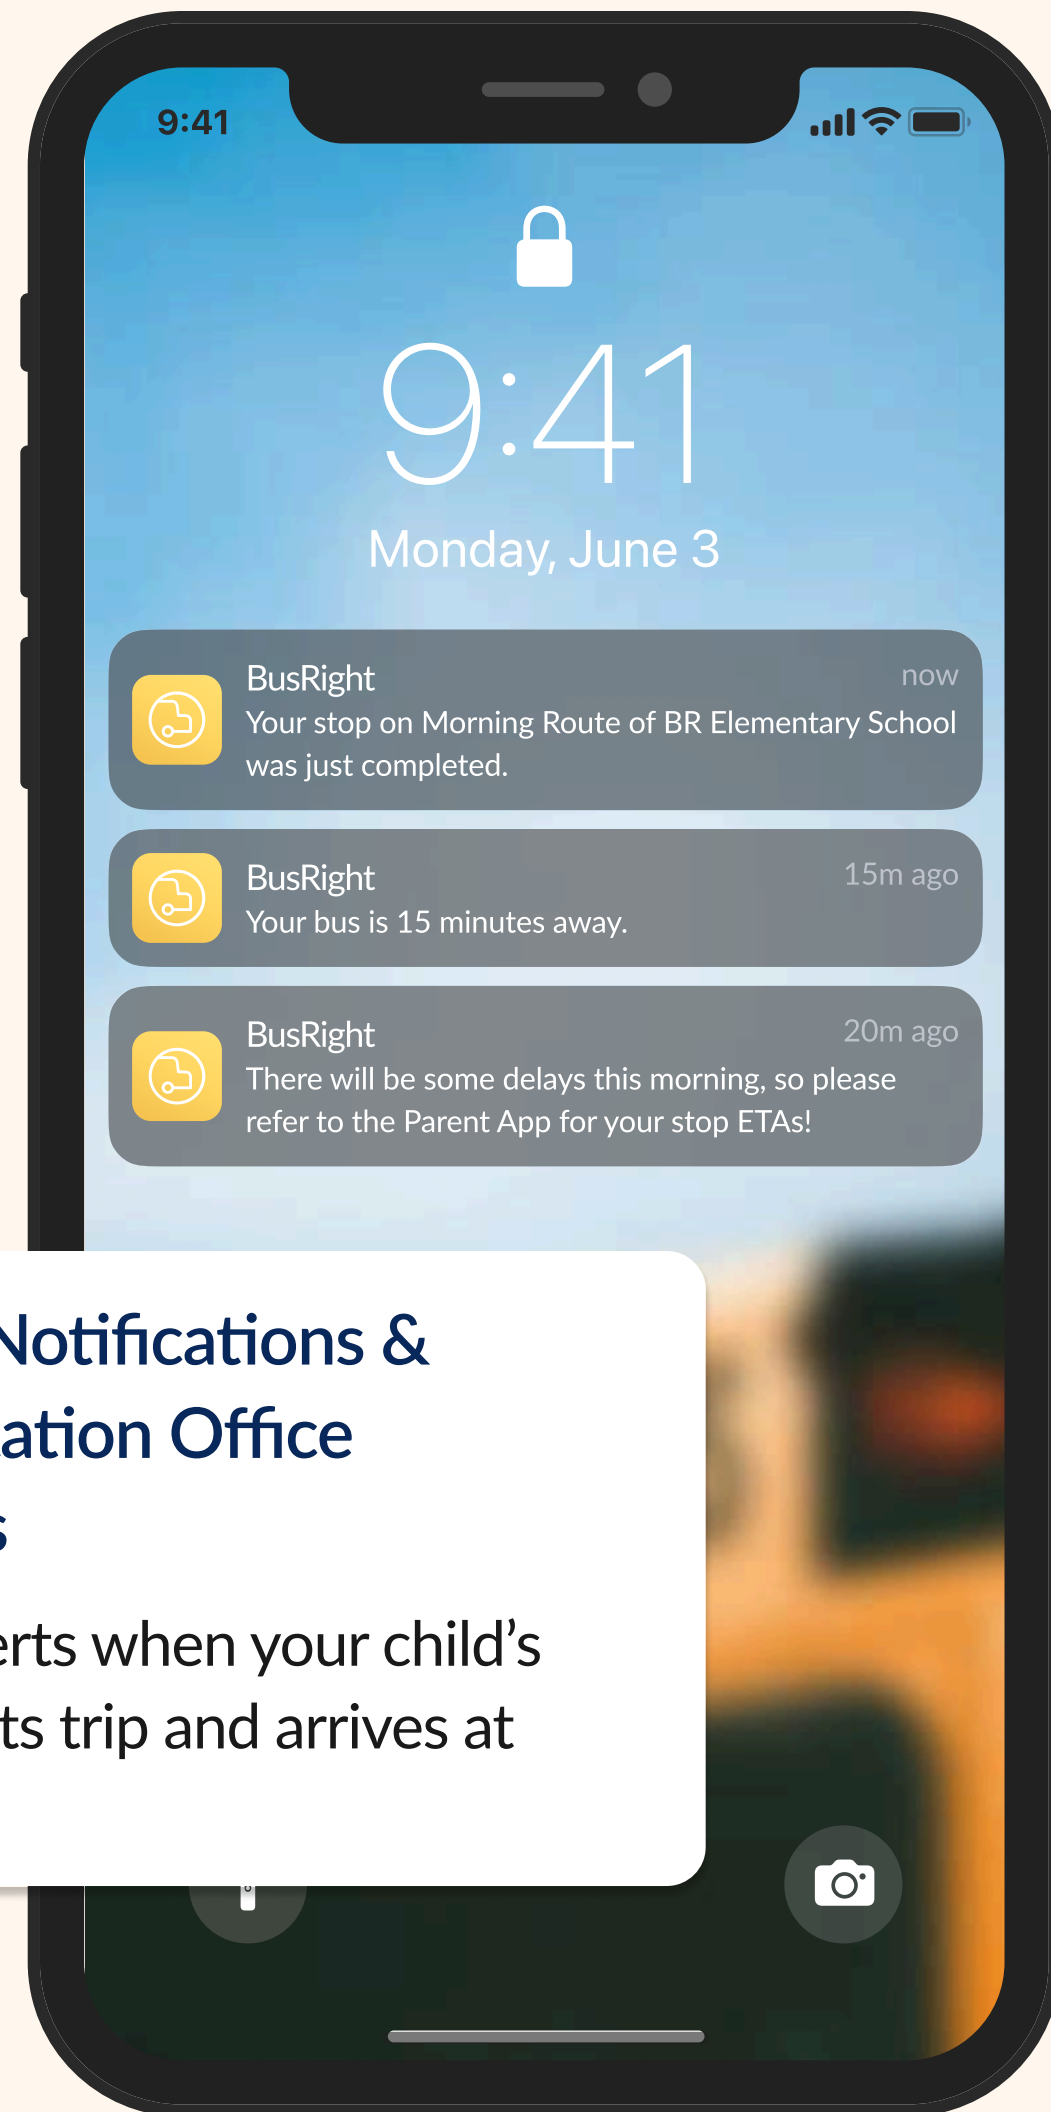 9:41
9:41
Monday, June 3
BusRight
now
Your stop on Morning Route of BR Elementary School
was just completed.
BusRight
15m ago
Your bus is 15 minutes away.
BusRight
20m ago
There will be some delays this morning, so please
refer to the Parent App for your stop ETAs!
Notifications &
Office
when your child's
trip and arrives at